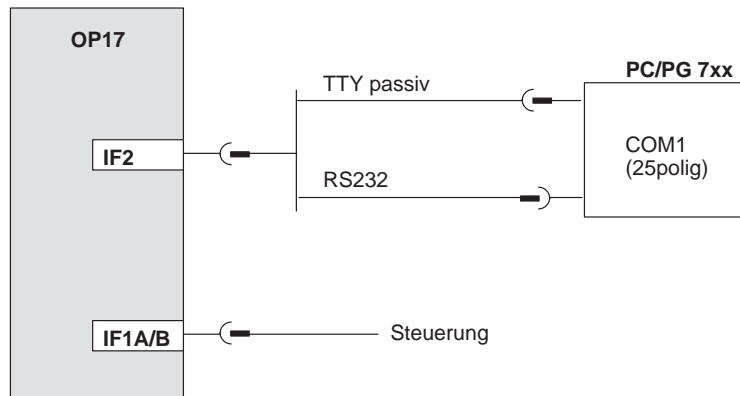 OP17
PC/PG 7xx
TTY passiv
COM1
(25polig)
IF2
RS232
IF1A/B
Steuerung